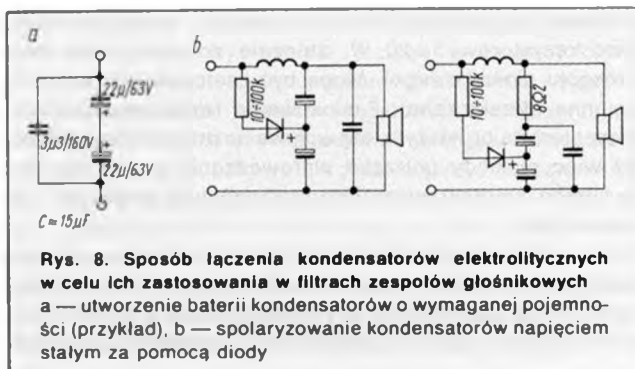 a
b
22µ/63V
+
3µ3/160V
+
22µ/63V
C ≈ 15µF
10÷100k
+
10÷100k
8Ω2
+
Rys. 8. Sposób łączenia kondensatorów elektrolitycznych
w celu ich zastosowania w filtrach zespołów głośnikowych
a — utworzenie baterii kondensatorów o wymaganej pojemno-
ści (przykład), b — spolaryzowanie kondensatorów napięciem
stałym za pomocą diody